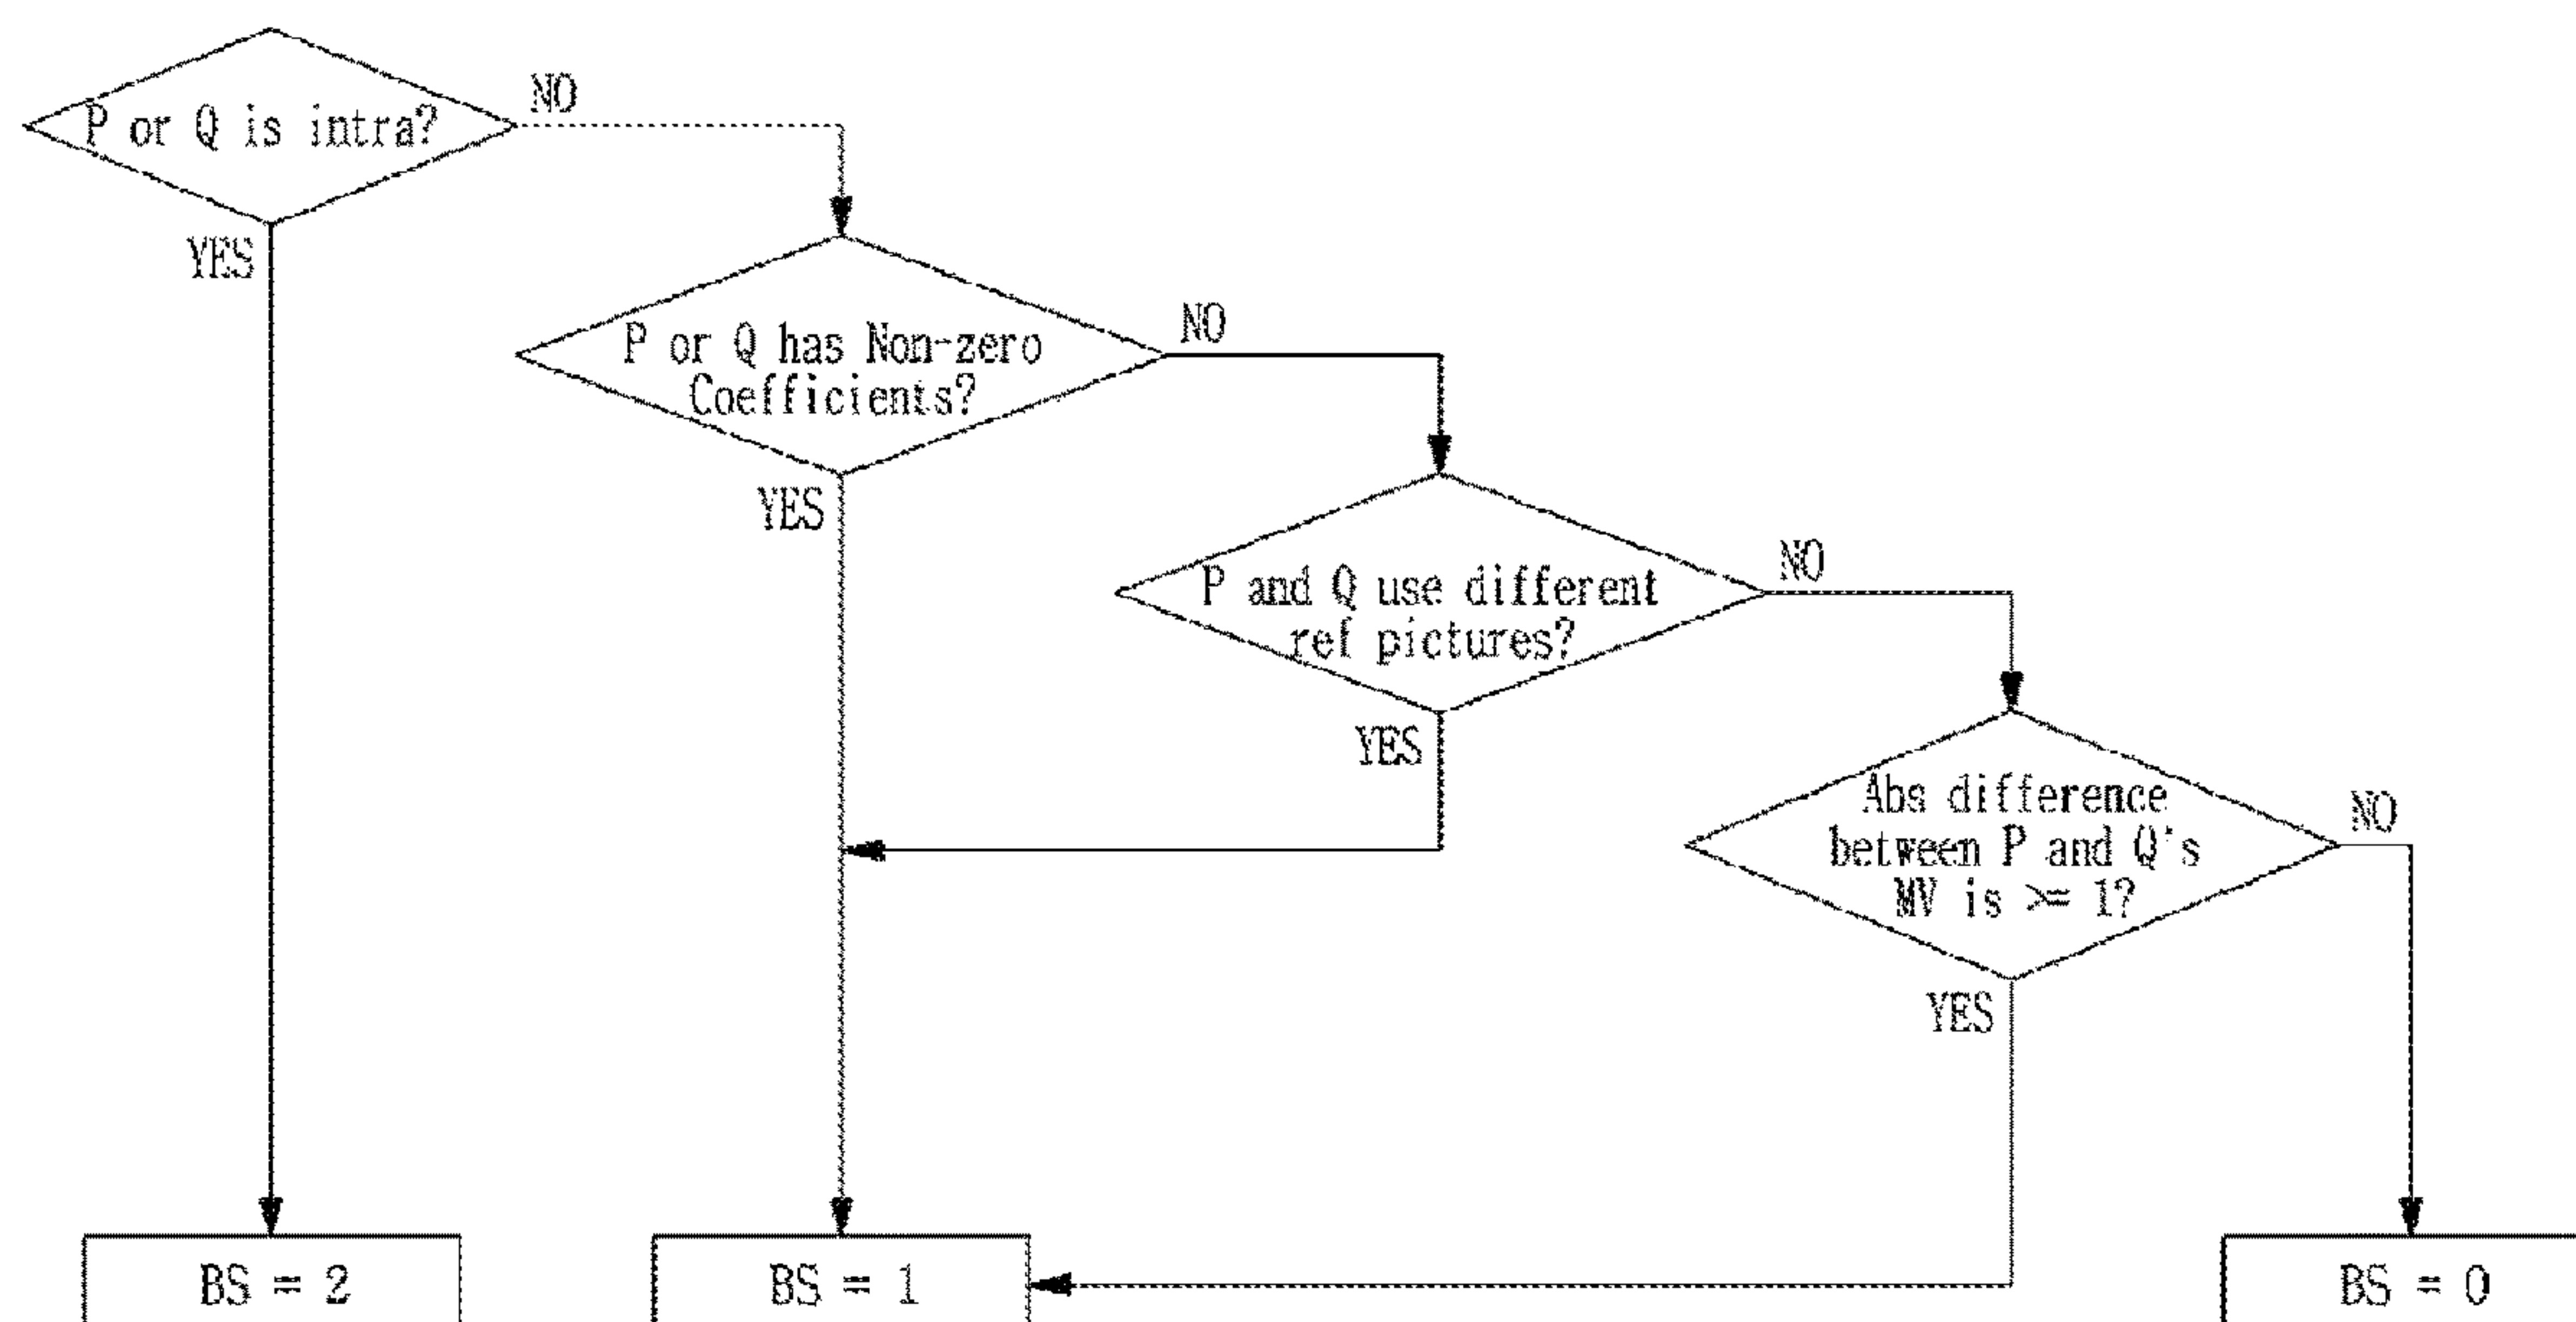 P or Q is intra?
NO
YES
P or Q has Non-zero
Coefficients?
NO
YES
P and Q use different
ref pictures?
NO
YES
Abs difference
between P and Q's
MV is >= 1?
NO
YES
BS = 2
BS = 1
BS = 0